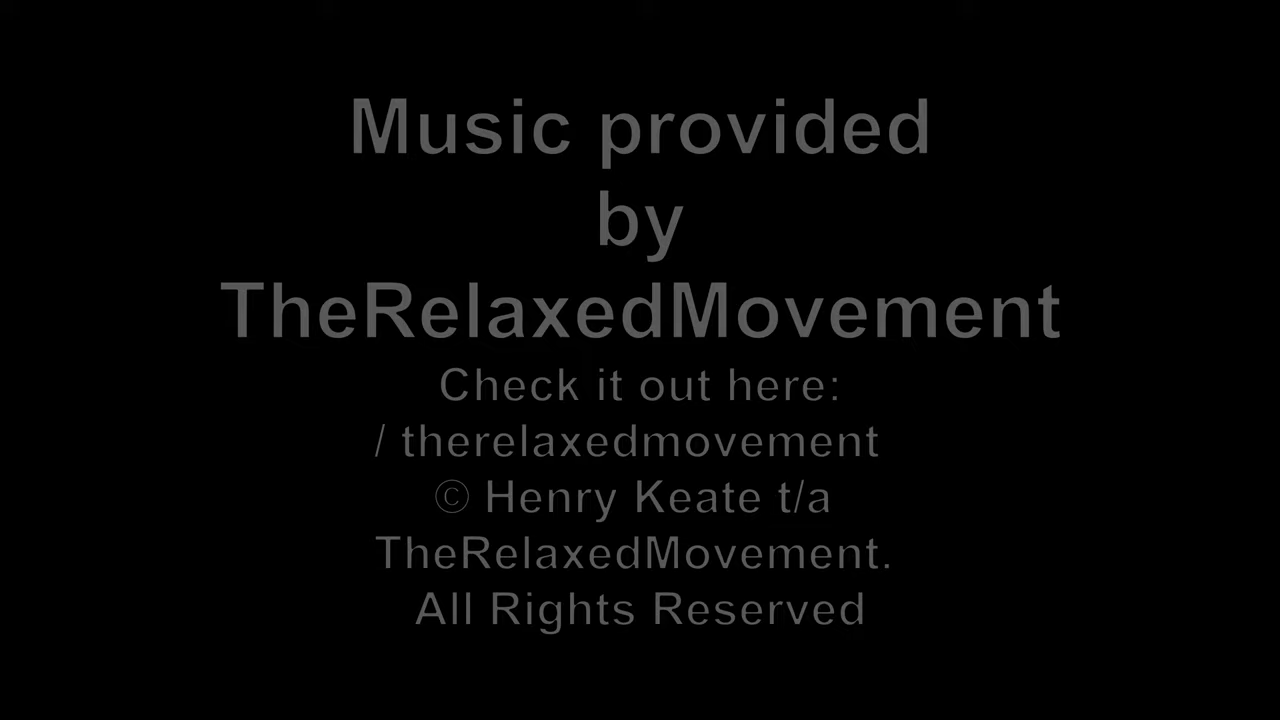 Music provided
by
TheRelaxedMovement
Check it out here:
/ therelaxedmovement
© Henry Keate t/a
TheRelaxedMovement.
All Rights Reserved